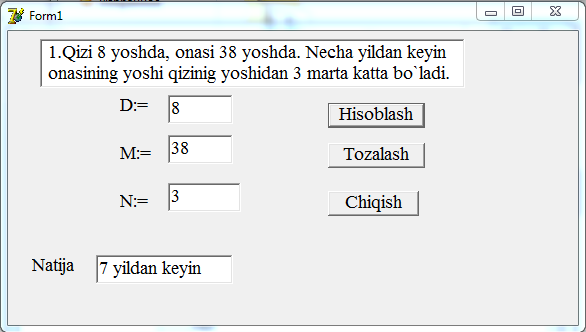 Form1
1.Qizi 8 yoshda, onasi 38 yoshda. Necha yildan keyin
onasining yoshi qizinig yoshidan 3 marta katta bo`ladi.
D:= 8 Hisoblash
M:= 38 Tozalash
N:= 3 Chiqish
Natija 7 yildan keyin